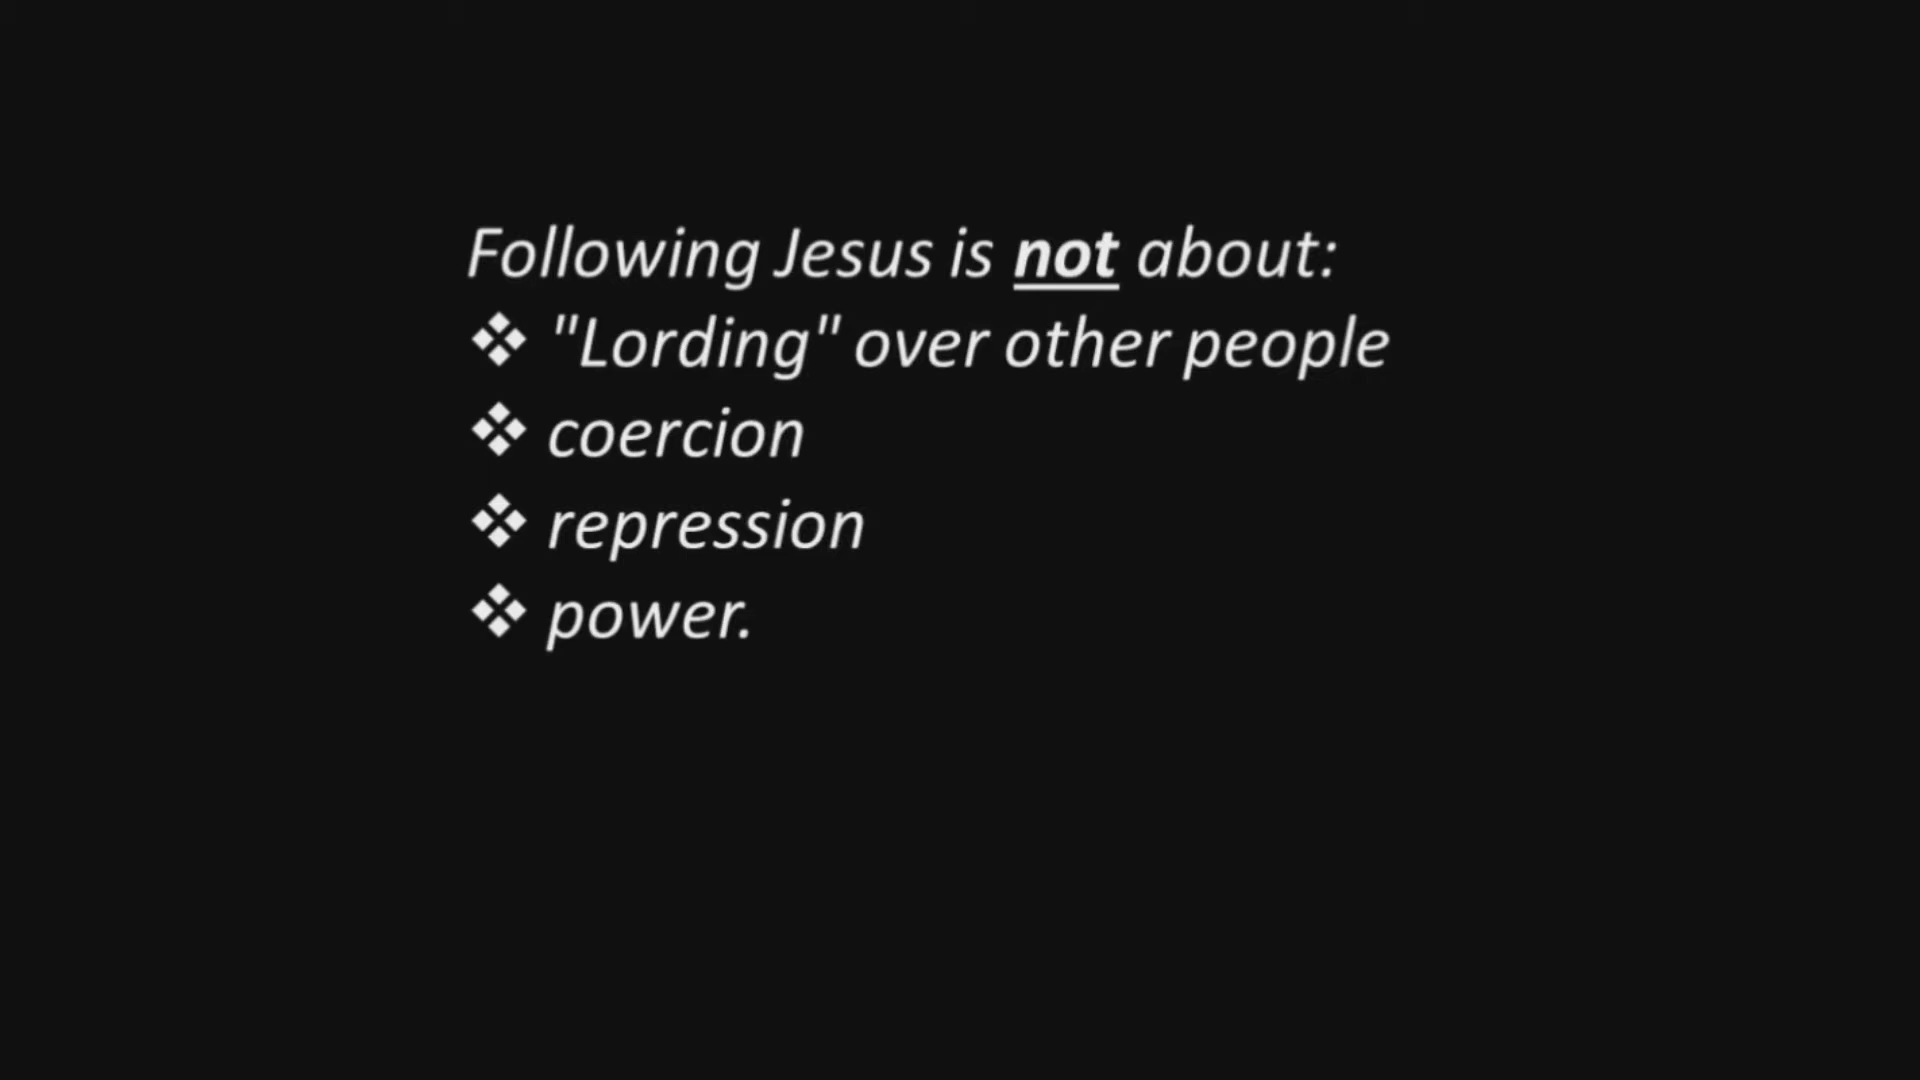 Following Jesus is not about:
❖ "Lording" over other people
❖ coercion
❖ repression
❖ power.